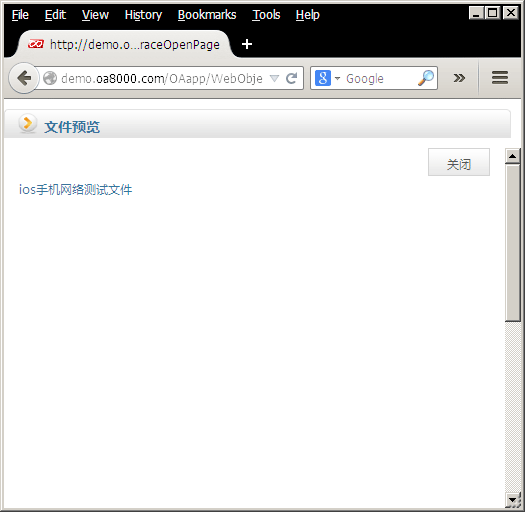 File Edit View History Bookmarks Tools Help
http://demo.o...raceOpenPage
demo.oa8000.com/OAapp/WebObje
Google
文件预览
关闭
ios手机网络测试文件